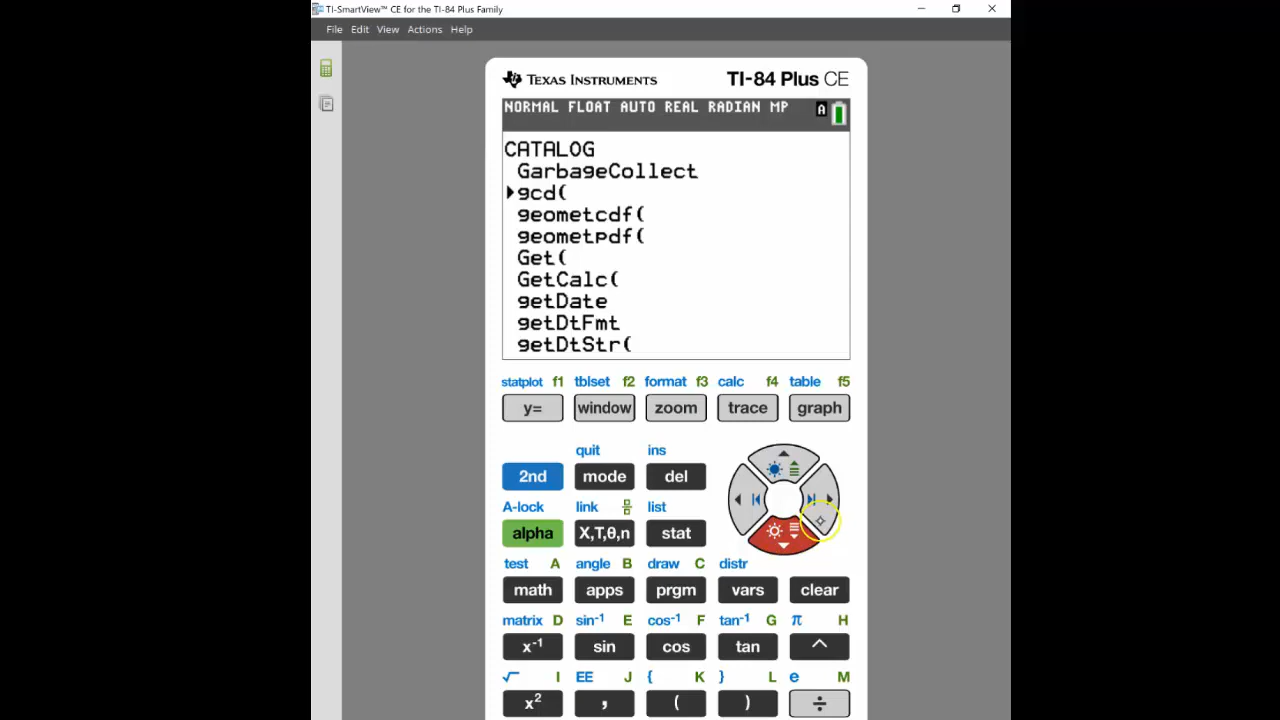 TI-SmartView™ CE for the TI-84 Plus Family
File Edit View Actions Help
TEXAS INSTRUMENTS TI-84 Plus CE
NORMAL FLOAT AUTO REAL RADIAN MP A
CATALOG
GarbageCollect
gcd(
geometcdf(
geometpdf(
Get(
GetCalc(
getDate
getDtFmt
getDtStr(
statplot f1 tblset f2 format f3 calc f4 table f5
y= window zoom trace graph
quit ins
2nd mode del
A-lock link list
alpha X,T,θ,n stat
test A angle B draw C distr
math apps prgm vars clear
matrix D sin⁻¹ E cos⁻¹ F tan⁻¹ G π H
x⁻¹ sin cos tan ^
√ I EE J { K } L e M
x² , ( ) ÷